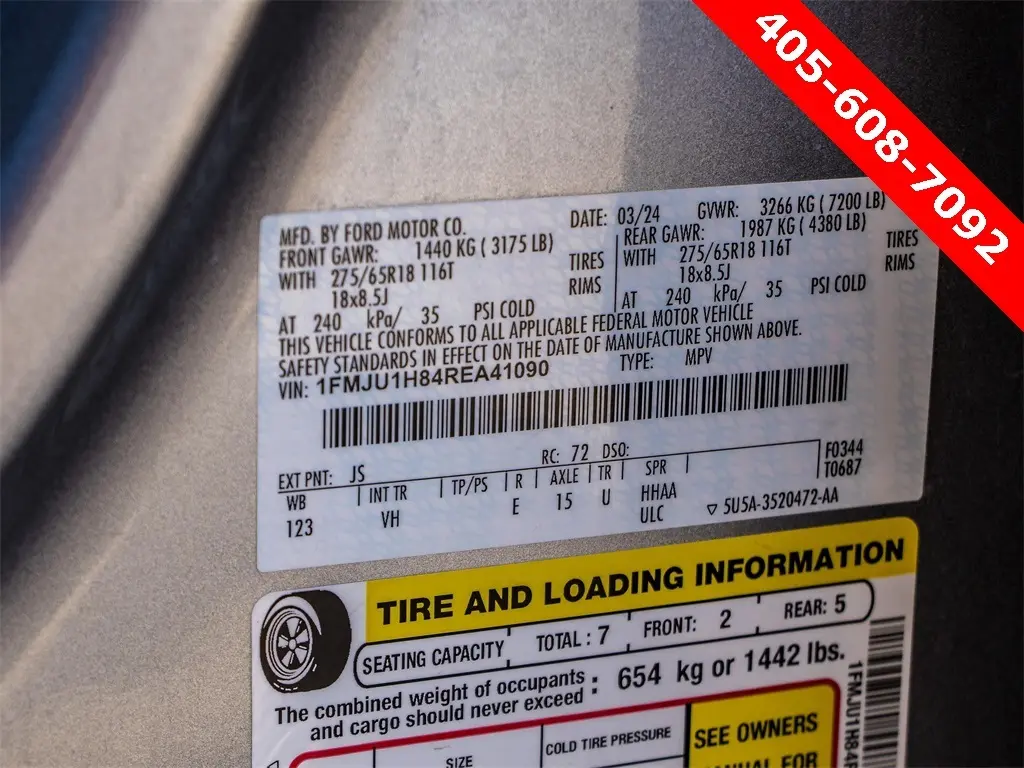 405-608-7092
MFD. BY FORD MOTOR CO.
DATE: 03/24 GVWR: 3266 KG ( 7200 LB)
FRONT GAWR: 1440 KG ( 3175 LB)
REAR GAWR: 1987 KG ( 4380 LB)
WITH 275/65R18 116T TIRES
WITH 275/65R18 116T TIRES
18x8.5J RIMS
18x8.5J RIMS
AT 240 kPa/ 35 PSI COLD
AT 240 kPa/ 35 PSI COLD
THIS VEHICLE CONFORMS TO ALL APPLICABLE FEDERAL MOTOR VEHICLE
SAFETY STANDARDS IN EFFECT ON THE DATE OF MANUFACTURE SHOWN ABOVE.
VIN: 1FMJU1H84REA41090 TYPE: MPV
EXT PNT: JS RC: 72 DSO:
F0344
T0687
WB INT TR TP/PS R AXLE TR SPR
123 VH E 15 U HHAA
ULC
5U5A-3520472-AA
TIRE AND LOADING INFORMATION
SEATING CAPACITY TOTAL : 7 FRONT: 2 REAR: 5
The combined weight of occupants
and cargo should never exceed : 654 kg or 1442 lbs.
SIZE COLD TIRE PRESSURE SEE OWNERS
MANUAL FOR
1FMJU1H84R